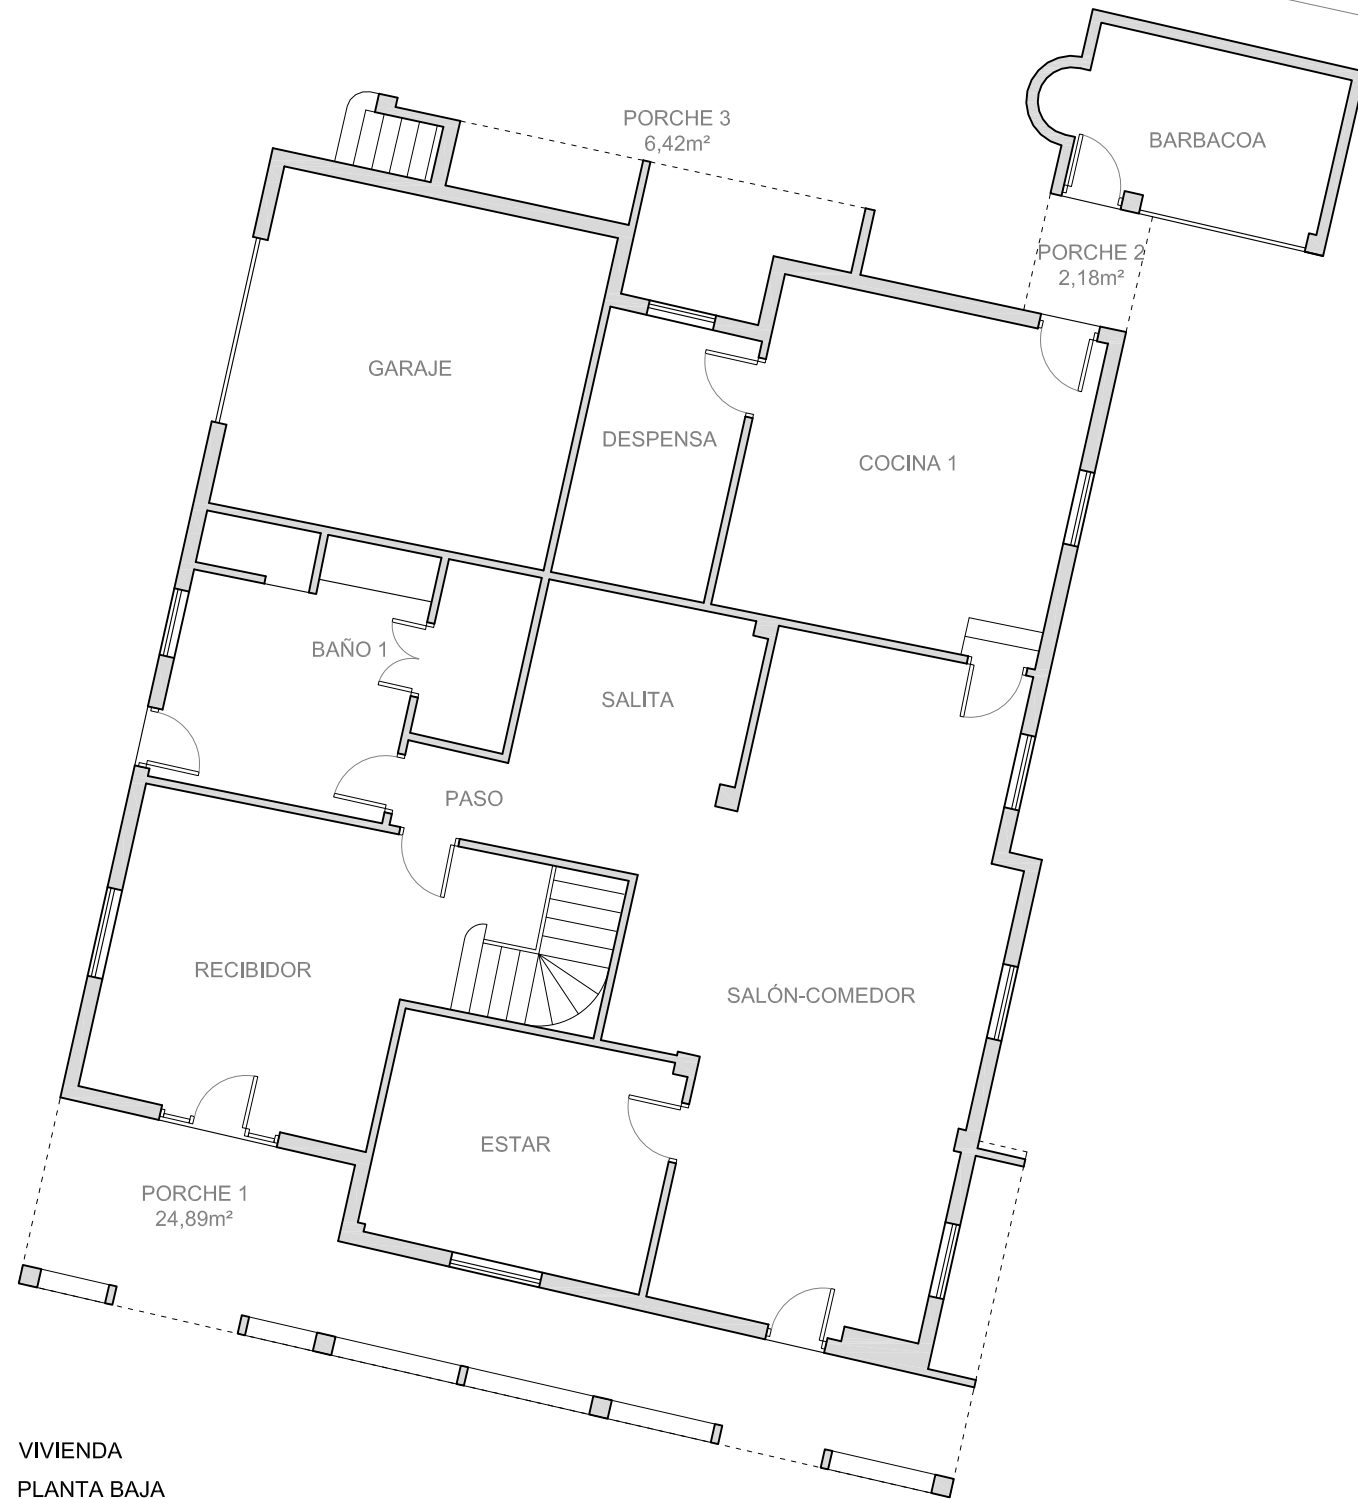 PORCHE 3
6,42m²
BARBACOA
PORCHE 2
2,18m²
GARAJE
DESPENSA
COCINA 1
BAÑO 1
SALITA
PASO
RECIBIDOR
SALÓN-COMEDOR
ESTAR
PORCHE 1
24,89m²
VIVIENDA
PLANTA BAJA